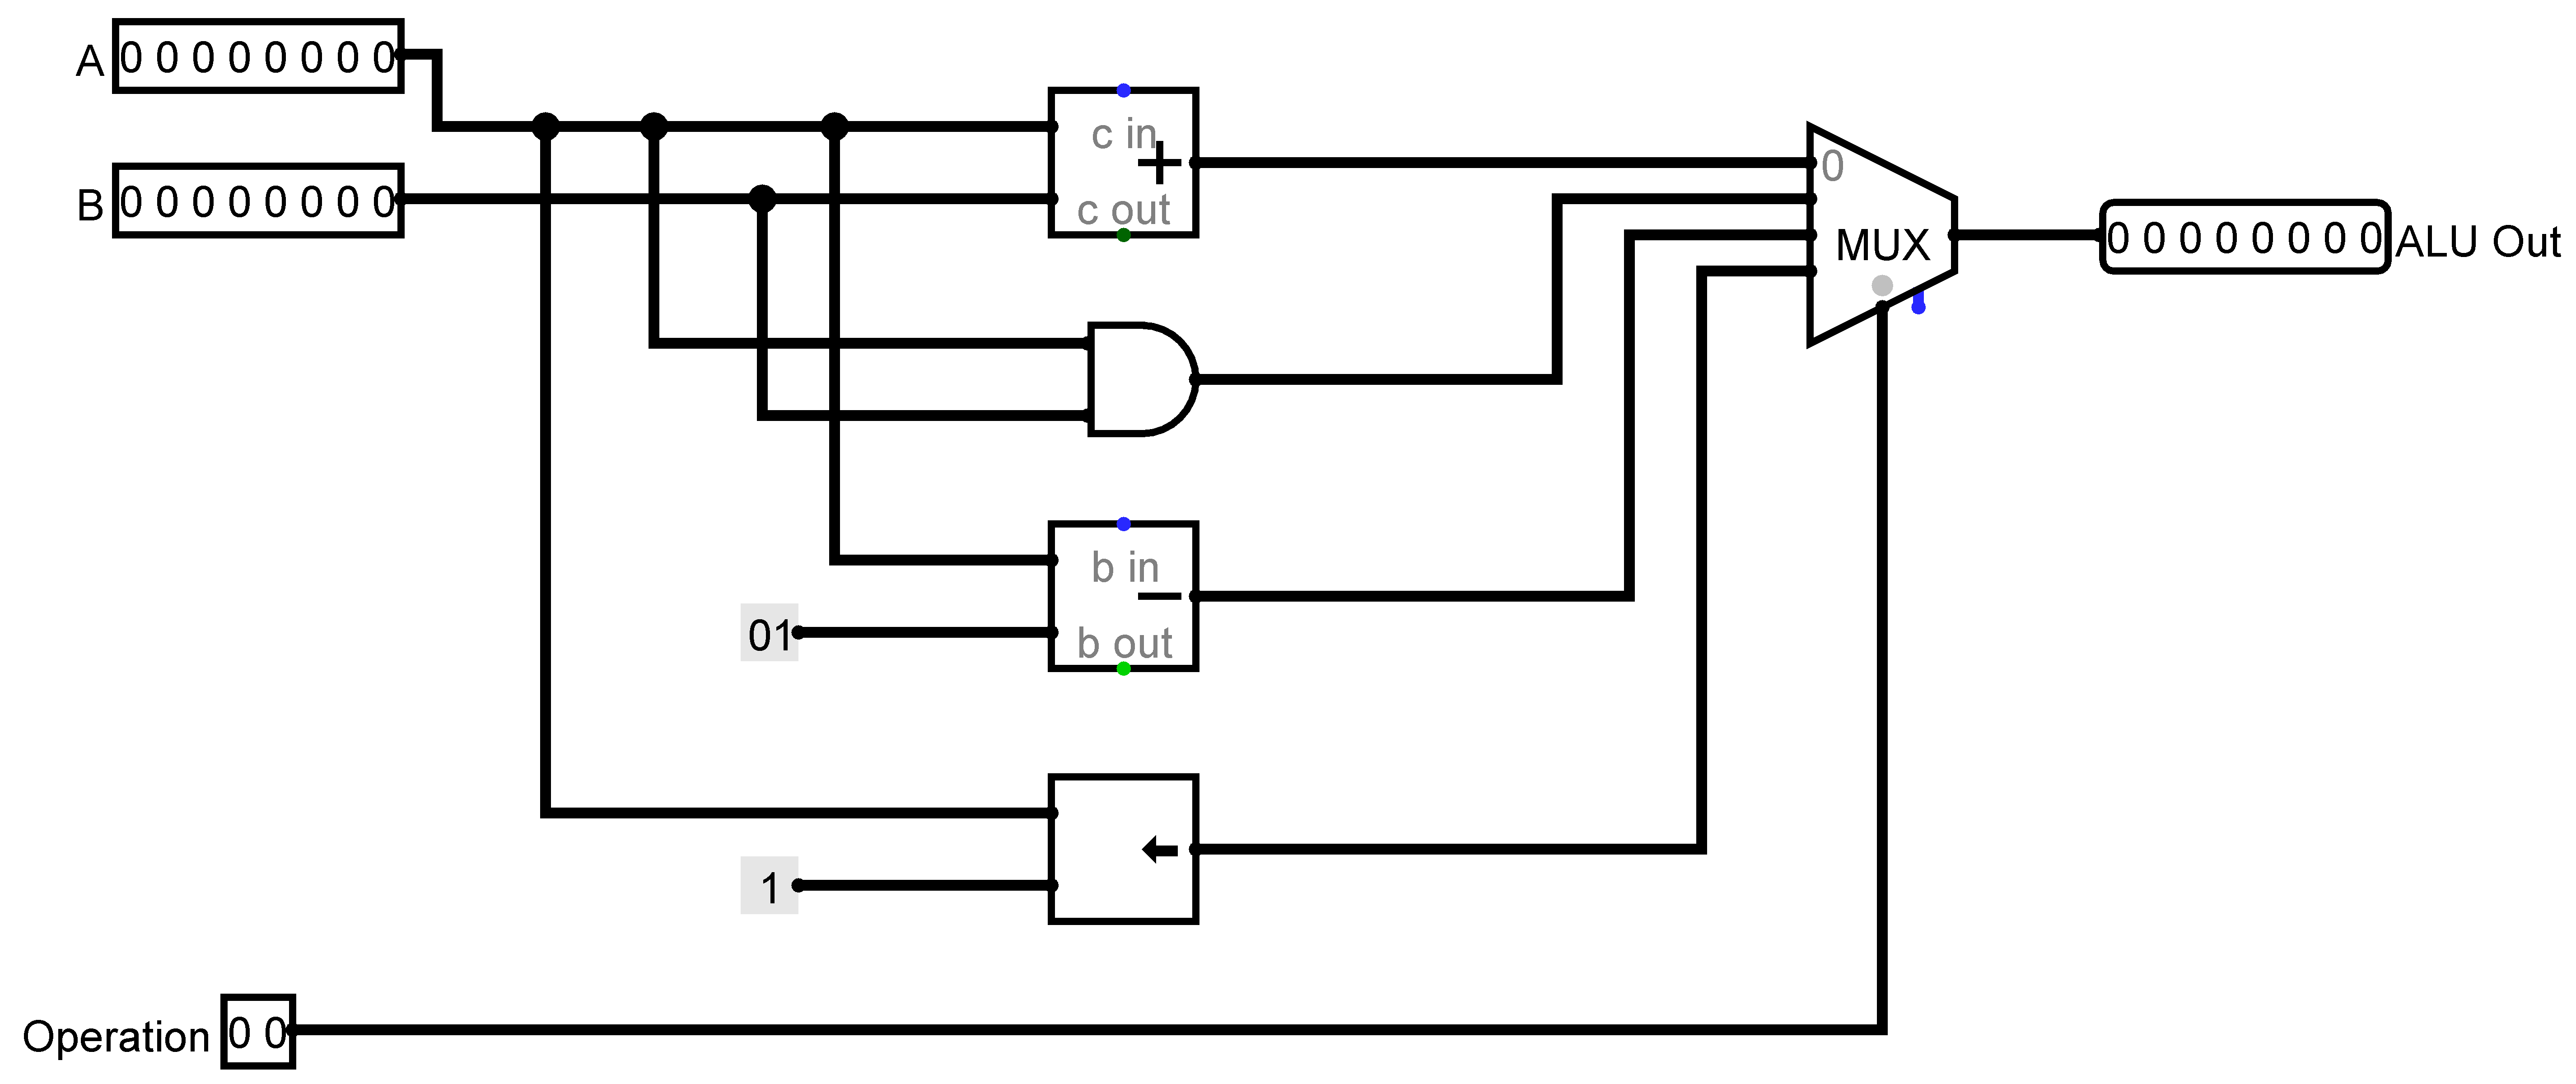 A 0 0 0 0 0 0 0 0
B 0 0 0 0 0 0 0 0
c in
+
c out
0
MUX
0 0 0 0 0 0 0 0 ALU Out
b in
—
01
b out
1
Operation 0 0